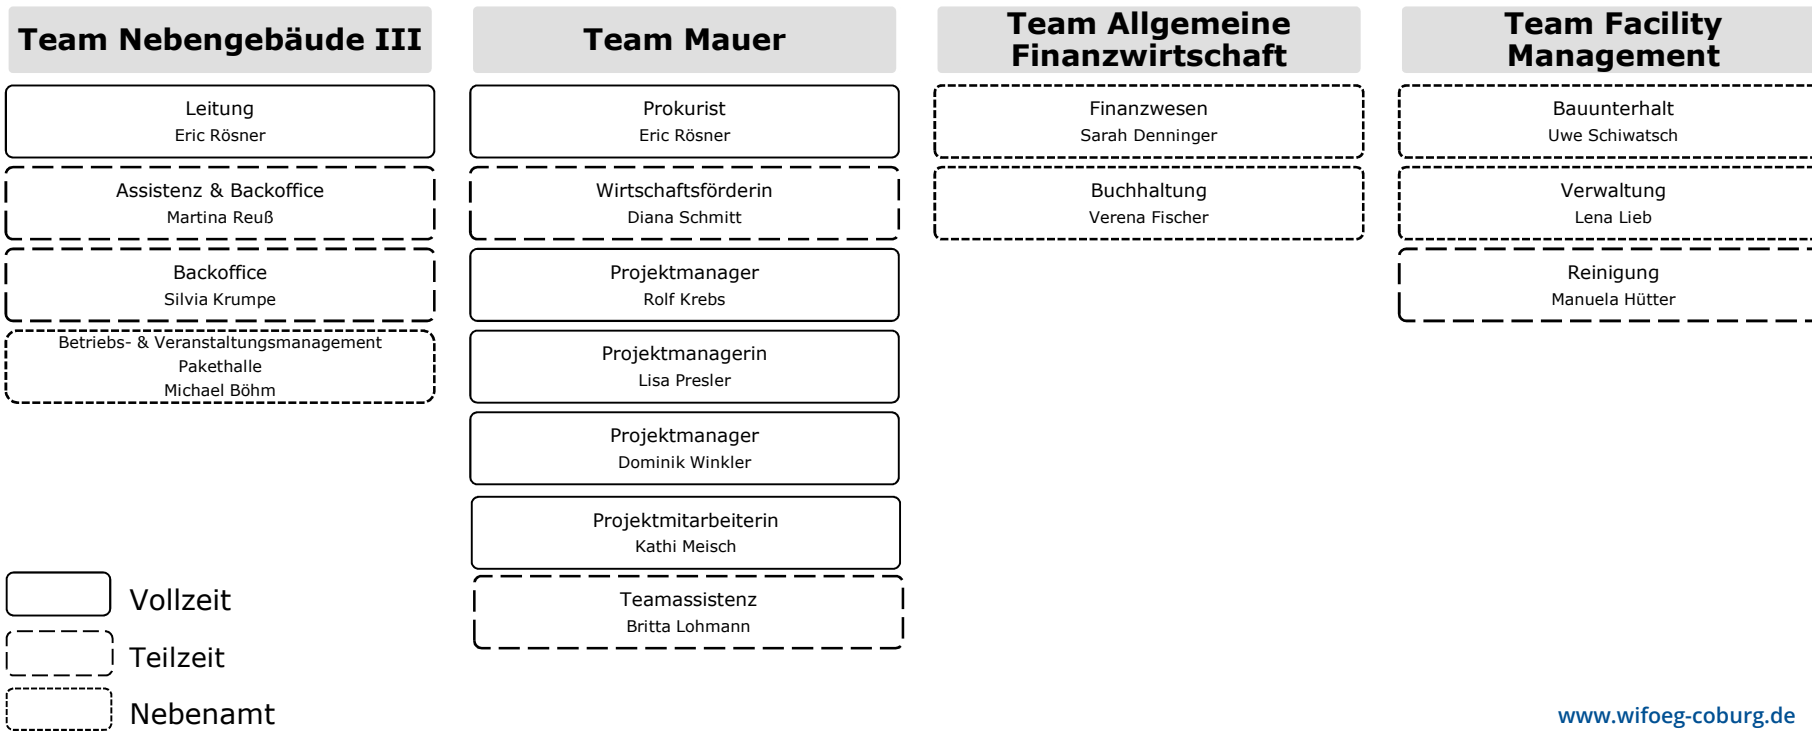 Team Nebengebäude III
Leitung
Eric Rösner
Assistenz & Backoffice
Martina Reuß
Backoffice
Silvia Krumpe
Betriebs- & Veranstaltungsmanagement
Pakethalle
Michael Böhm
Team Mauer
Prokurist
Eric Rösner
Wirtschaftsförderin
Diana Schmitt
Projektmanager
Rolf Krebs
Projektmanagerin
Lisa Presler
Projektmanager
Dominik Winkler
Projektmitarbeiterin
Kathi Meisch
Teamassistenz
Britta Lohmann
Team Allgemeine
Finanzwirtschaft
Finanzwesen
Sarah Denninger
Buchhaltung
Verena Fischer
Team Facility
Management
Bauunterhalt
Uwe Schiwatsch
Verwaltung
Lena Lieb
Reinigung
Manuela Hütter
Vollzeit
Teilzeit
Nebenamt
www.wifoeg-coburg.de